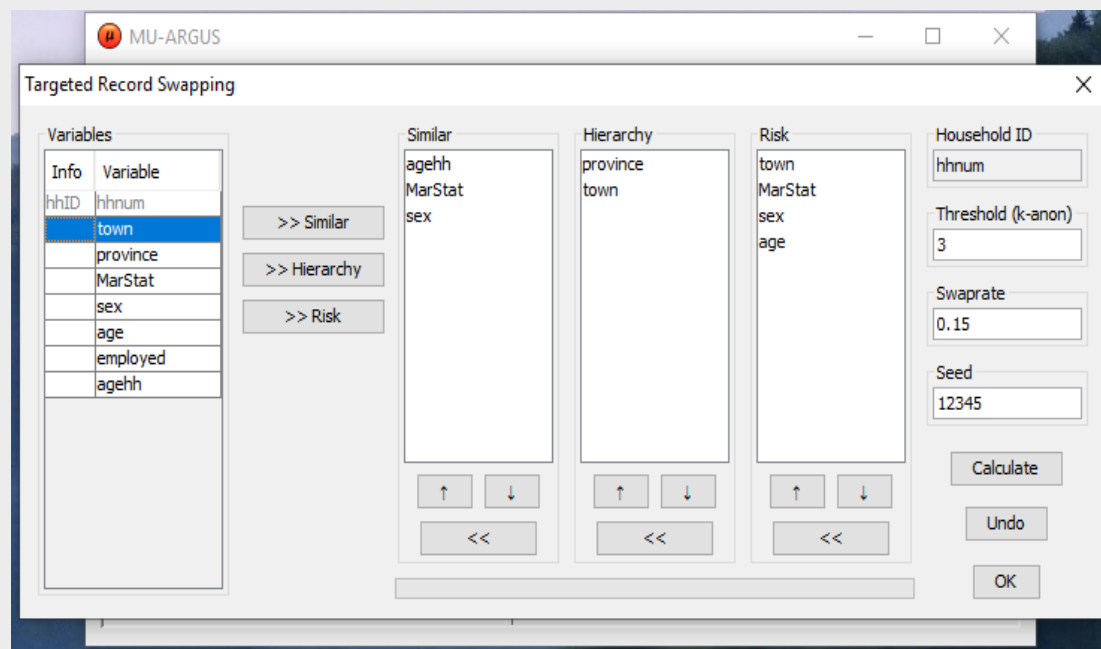 µ MU-ARGUS
Targeted Record Swapping
Variables
Info Variable
hhID hhnum
town
province
MarStat
sex
age
employed
agehh
>> Similar
>> Hierarchy
>> Risk
Similar
agehh
MarStat
sex
↑ ↓
<<
Hierarchy
province
town
↑ ↓
<<
Risk
town
MarStat
sex
age
↑ ↓
<<
Household ID
hhnum
Threshold (k-anon)
3
Swaprate
0.15
Seed
12345
Calculate
Undo
OK